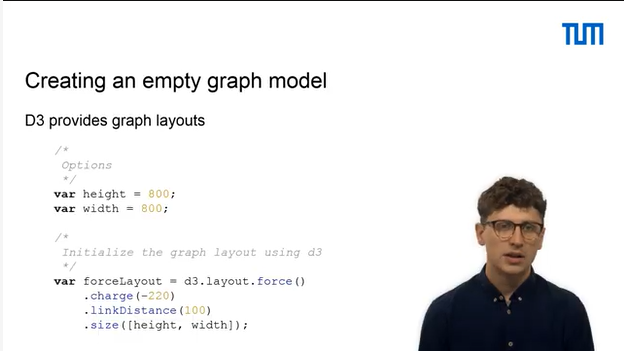 TUM
Creating an empty graph model
D3 provides graph layouts
/*
Options
*/
var height = 800;
var width = 800;
/*
Initialize the graph layout using d3
*/
var forceLayout = d3.layout.force()
.charge(-220)
.linkDistance(100)
.size([height, width]);